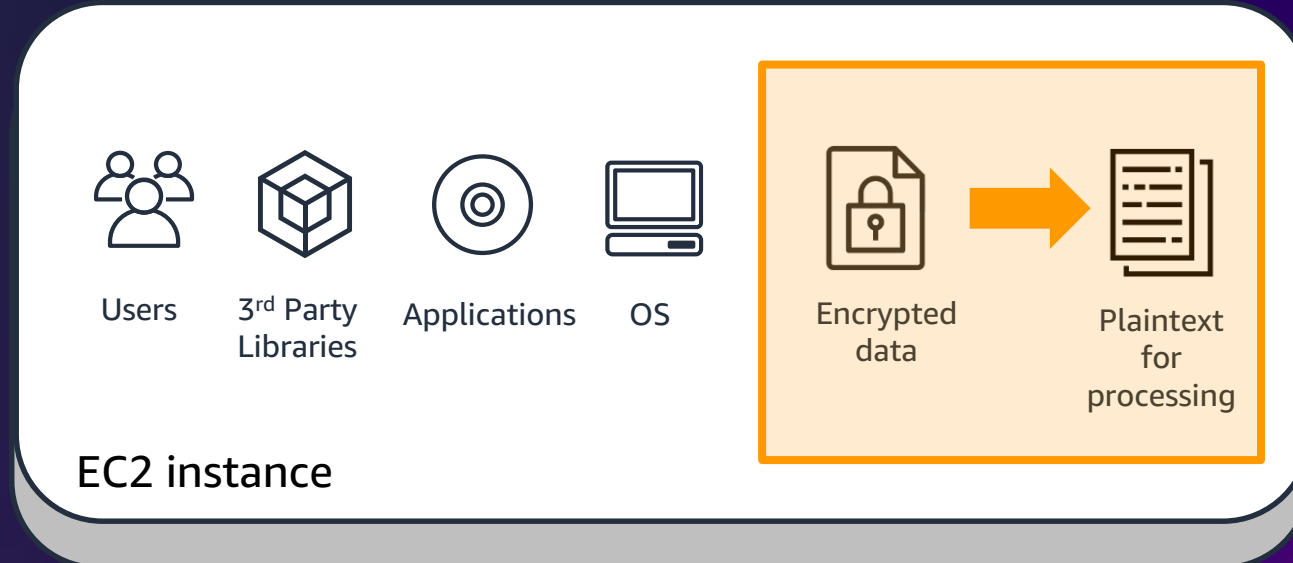 Users
3rd Party
Libraries
Applications
OS
Encrypted
data
Plaintext
for
processing
EC2 instance